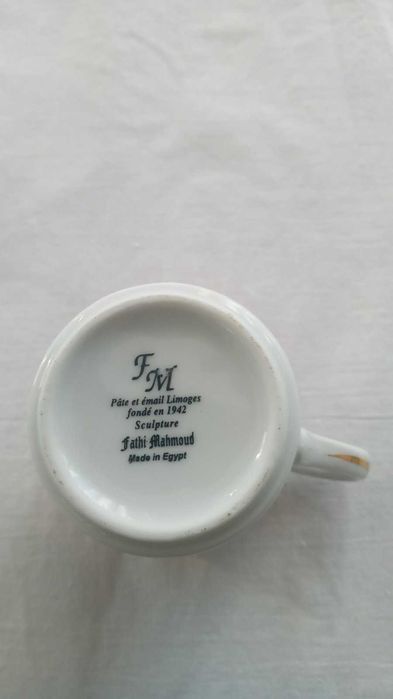 FM
Pâte et émail Limoges
fondé en 1942
Sculpture
Fathi Mahmoud
Made in Egypt